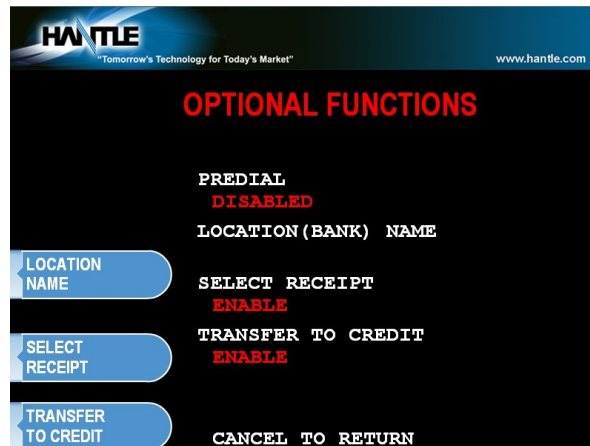 HANTLE
"Tomorrow's Technology for Today's Market"
www.hantle.com
OPTIONAL FUNCTIONS
PREDIAL
DISABLED
LOCATION(BANK) NAME
LOCATION
NAME
SELECT RECEIPT
ENABLE
TRANSFER TO CREDIT
ENABLE
SELECT
RECEIPT
TRANSFER
TO CREDIT
CANCEL TO RETURN